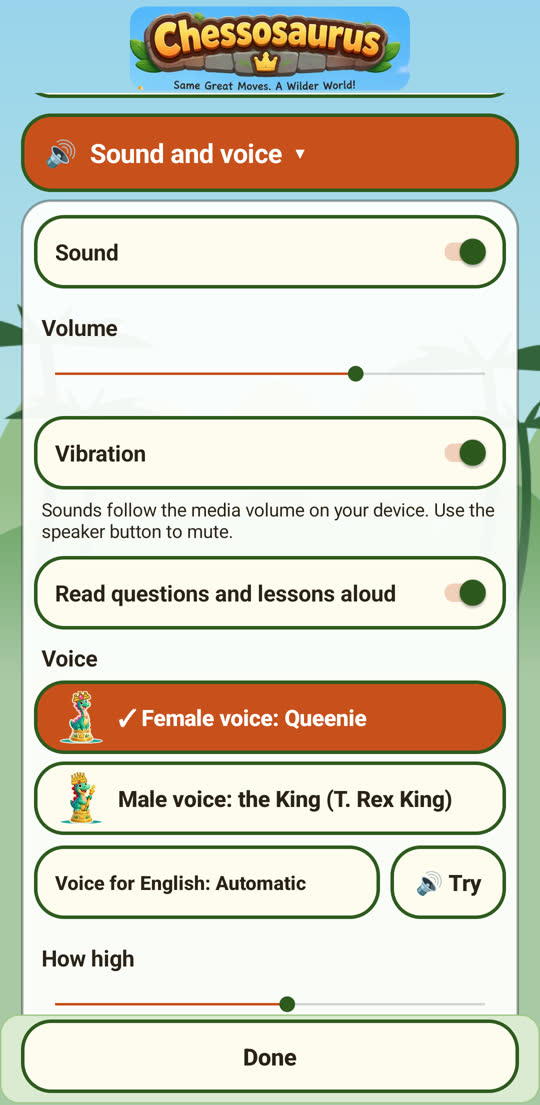 Chessosaurus
Same Great Moves. A Wilder World!
Sound and voice
Sound
Volume
Vibration
Sounds follow the media volume on your device. Use the
speaker button to mute.
Read questions and lessons aloud
Voice
✓ Female voice: Queenie
Male voice: the King (T. Rex King)
Voice for English: Automatic
Try
How high
Done